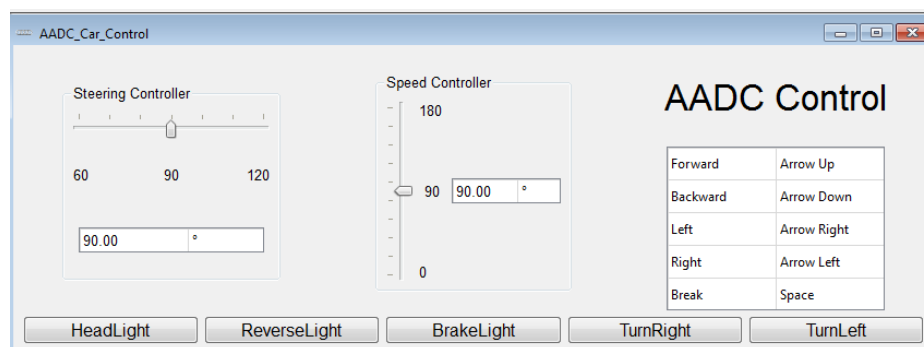 AADC_Car_Control
Steering Controller
60 90 120
90.00 °
Speed Controller
180
90 90.00 °
0
AADC Control
Forward Arrow Up
Backward Arrow Down
Left Arrow Right
Right Arrow Left
Break Space
HeadLight ReverseLight BrakeLight TurnRight TurnLeft